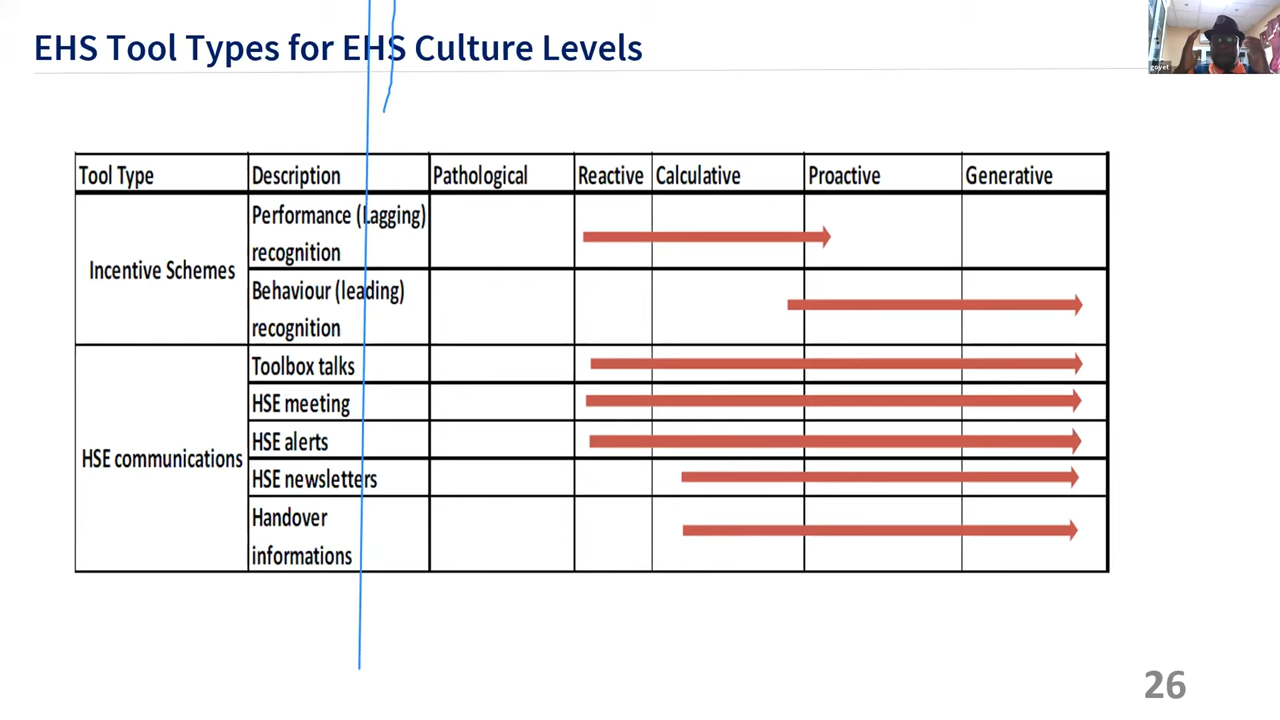 EHS Tool Types for EHS Culture Levels
goyet
Tool Type Description Pathological Reactive Calculative Proactive Generative
Incentive Schemes
Performance (Lagging)
recognition
Behaviour (leading)
recognition
HSE communications
Toolbox talks
HSE meeting
HSE alerts
HSE newsletters
Handover
informations
26